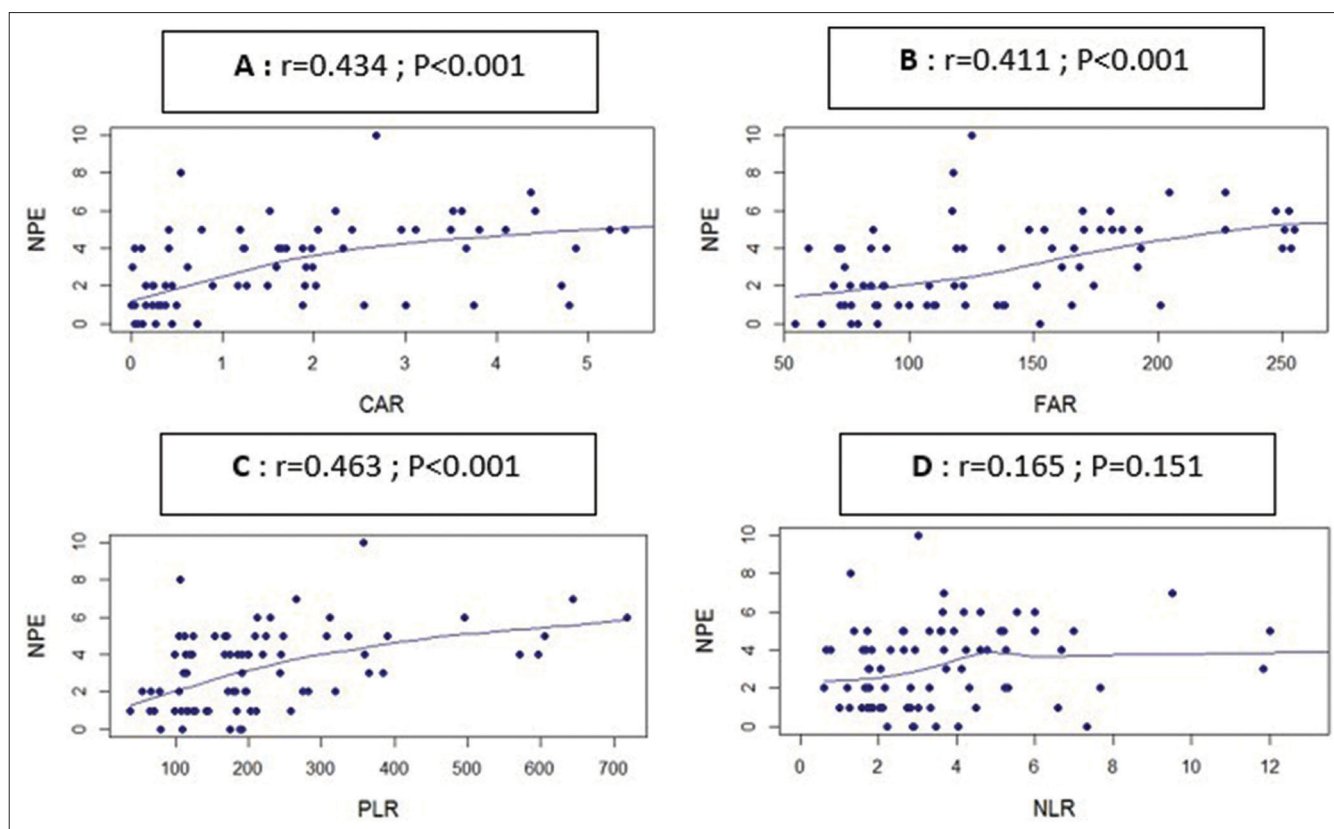 A : r=0.434 ; P<0.001
NPE
10
8
6
4
2
0
0 1 2 3 4 5
CAR
B : r=0.411 ; P<0.001
NPE
10
8
6
4
2
0
50 100 150 200 250
FAR
C : r=0.463 ; P<0.001
NPE
10
8
6
4
2
0
100 200 300 400 500 600 700
PLR
D : r=0.165 ; P=0.151
NPE
10
8
6
4
2
0
0 2 4 6 8 10 12
NLR